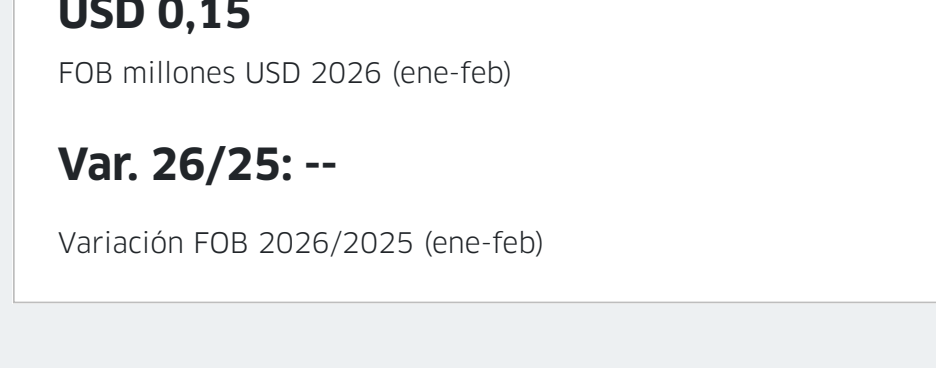 USD 0,15
FOB millones USD 2026 (ene-feb)
Var. 26/25: --
Variación FOB 2026/2025 (ene-feb)